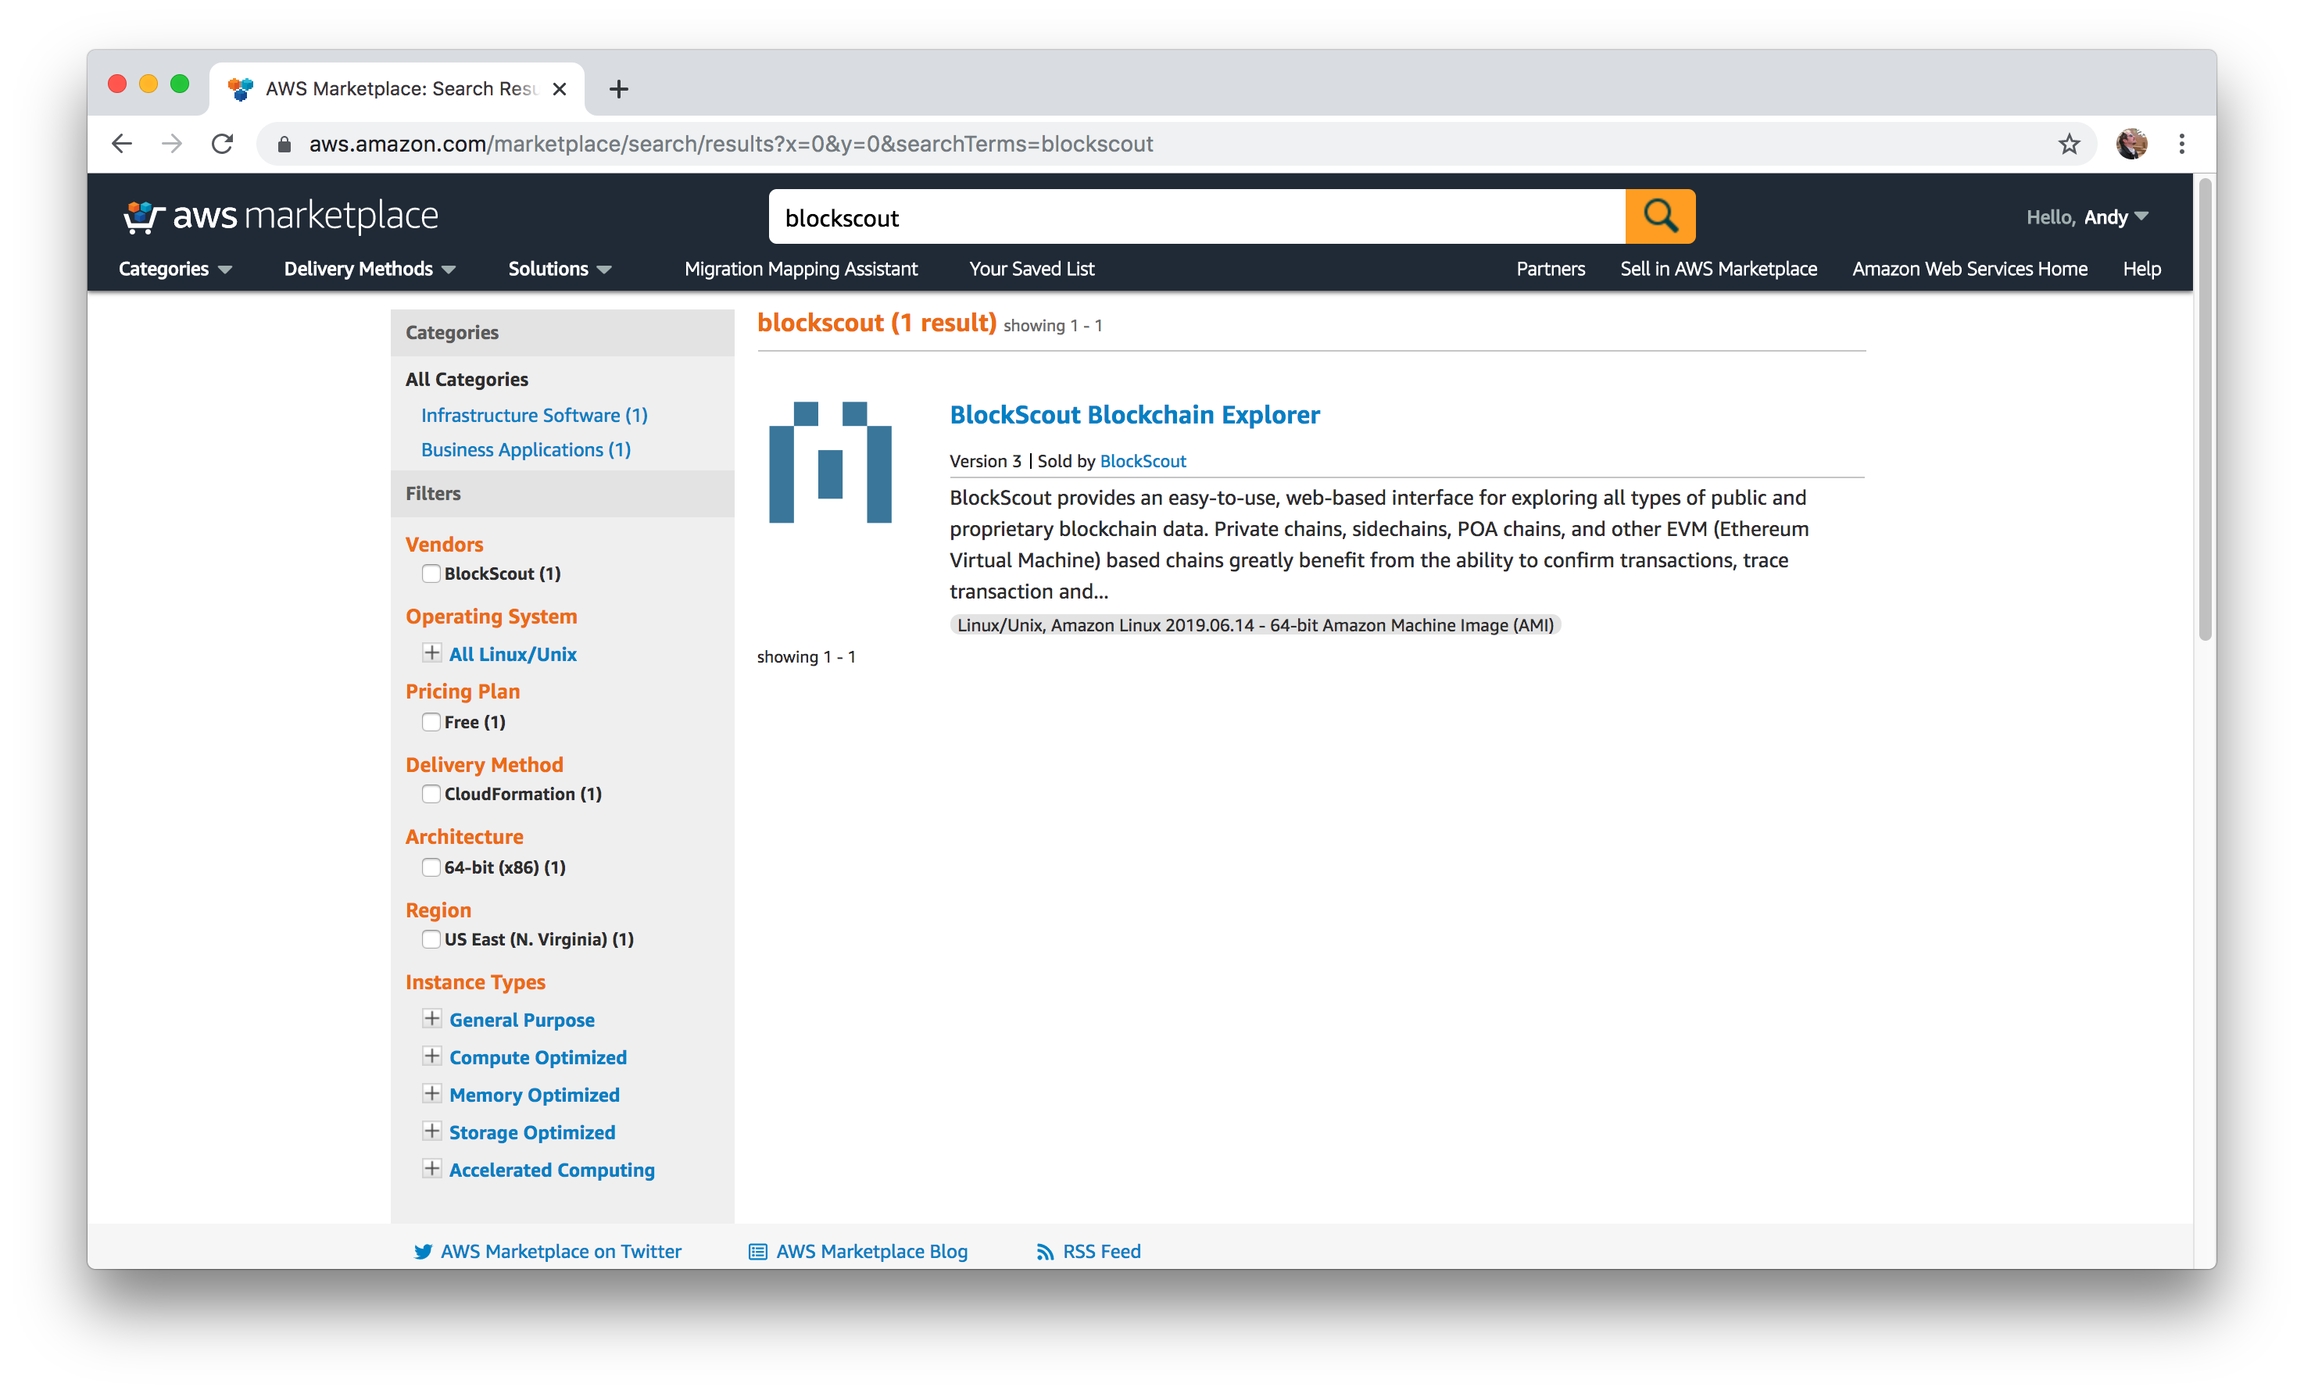 AWS Marketplace: Search Resu
aws.amazon.com/marketplace/search/results?x=0&y=0&searchTerms=blockscout
aws marketplace
blockscout
Hello, Andy
Categories Delivery Methods Solutions Migration Mapping Assistant Your Saved List Partners Sell in AWS Marketplace Amazon Web Services Home Help
Categories
All Categories
Infrastructure Software (1)
Business Applications (1)
Filters
Vendors
BlockScout (1)
Operating System
All Linux/Unix
Pricing Plan
Free (1)
Delivery Method
CloudFormation (1)
Architecture
64-bit (x86) (1)
Region
US East (N. Virginia) (1)
Instance Types
General Purpose
Compute Optimized
Memory Optimized
Storage Optimized
Accelerated Computing
blockscout (1 result) showing 1 - 1
BlockScout Blockchain Explorer
Version 3 | Sold by BlockScout
BlockScout provides an easy-to-use, web-based interface for exploring all types of public and
proprietary blockchain data. Private chains, sidechains, POA chains, and other EVM (Ethereum
Virtual Machine) based chains greatly benefit from the ability to confirm transactions, trace
transaction and...
Linux/Unix, Amazon Linux 2019.06.14 - 64-bit Amazon Machine Image (AMI)
showing 1 - 1
AWS Marketplace on Twitter AWS Marketplace Blog RSS Feed